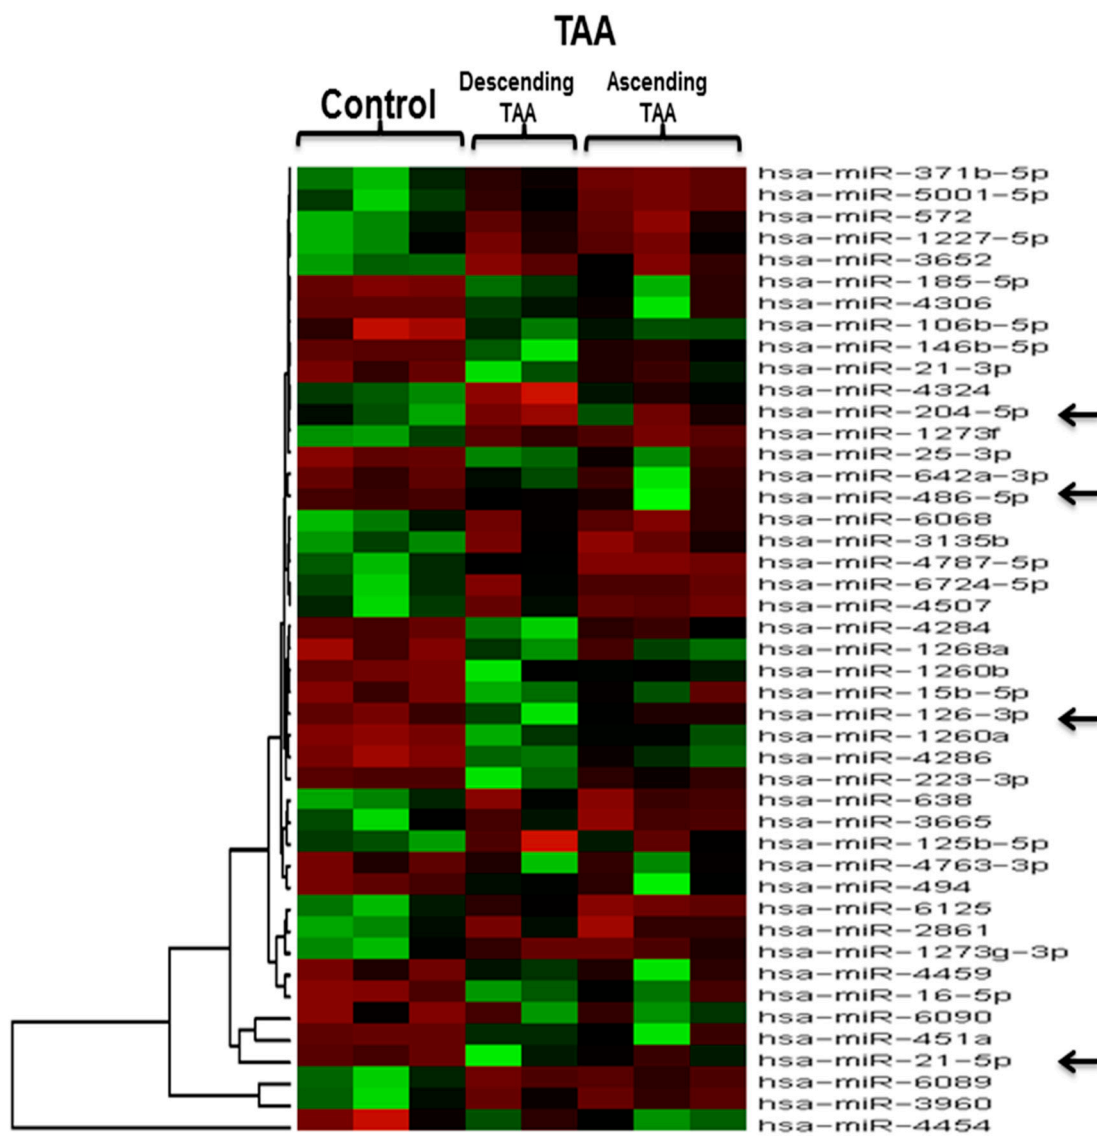 TAA
Control
Descending
TAA
Ascending
TAA
hsa-miR-371b-5p
hsa-miR-5001-5p
hsa-miR-572
hsa-miR-1227-5p
hsa-miR-3652
hsa-miR-185-5p
hsa-miR-4306
hsa-miR-106b-5p
hsa-miR-146b-5p
hsa-miR-21-3p
hsa-miR-4324
hsa-miR-204-5p
hsa-miR-1273f
hsa-miR-25-3p
hsa-miR-642a-3p
hsa-miR-486-5p
hsa-miR-6068
hsa-miR-3135b
hsa-miR-4787-5p
hsa-miR-6724-5p
hsa-miR-4507
hsa-miR-4284
hsa-miR-1268a
hsa-miR-1260b
hsa-miR-15b-5p
hsa-miR-126-3p
hsa-miR-1260a
hsa-miR-4286
hsa-miR-223-3p
hsa-miR-638
hsa-miR-3665
hsa-miR-125b-5p
hsa-miR-4763-3p
hsa-miR-494
hsa-miR-6125
hsa-miR-2861
hsa-miR-1273g-3p
hsa-miR-4459
hsa-miR-16-5p
hsa-miR-6090
hsa-miR-451a
hsa-miR-21-5p
hsa-miR-6089
hsa-miR-3960
hsa-miR-4454